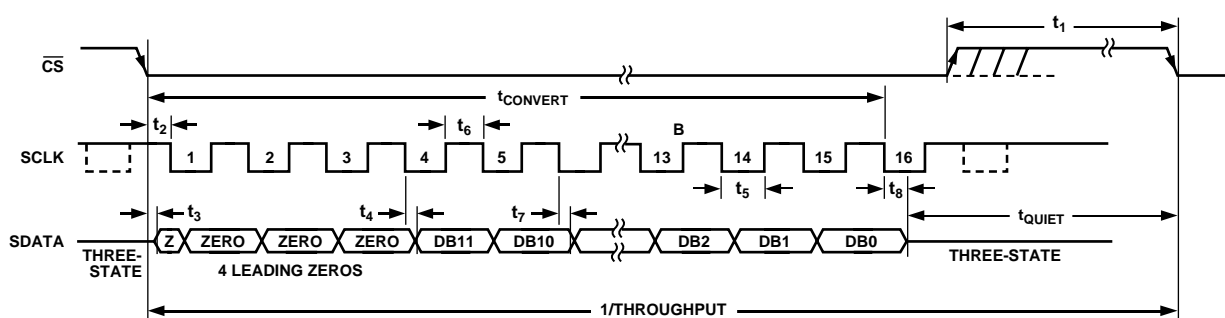 t1
CS
tCONVERT
t2
t6
B
SCLK
1 2 3 4 5 13 14 15 16
t5
t8
t3
t4
t7
tQUIET
SDATA
Z ZERO ZERO ZERO DB11 DB10 DB2 DB1 DB0
THREE-
STATE
4 LEADING ZEROS
THREE-STATE
1/THROUGHPUT